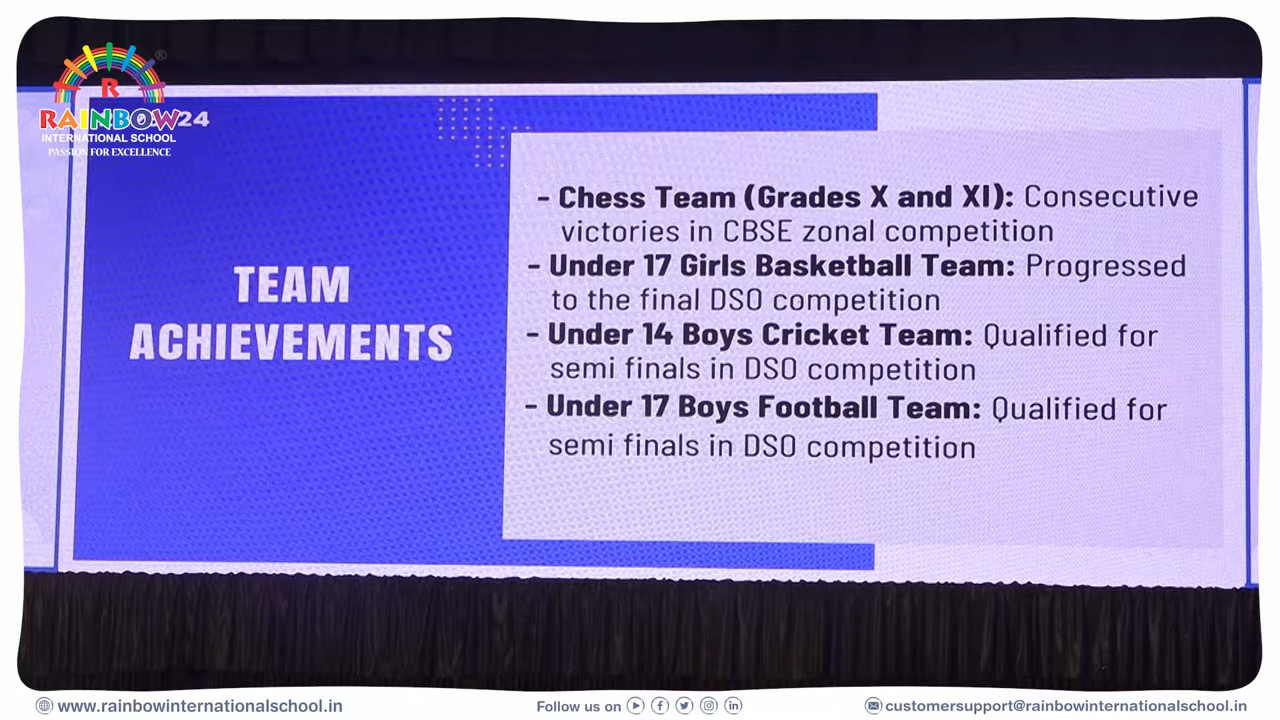 R
RAINBOW
INTERNATIONAL SCHOOL
PASSION FOR EXCELLENCE
24
TEAM
ACHIEVEMENTS
- Chess Team (Grades X and XI): Consecutive
victories in CBSE zonal competition
- Under 17 Girls Basketball Team: Progressed
to the final DSO competition
- Under 14 Boys Cricket Team: Qualified for
semi finals in DSO competition
- Under 17 Boys Football Team: Qualified for
semi finals in DSO competition
www.rainbowinternationalschool.in
Follow us on
customersupport@rainbowinternationalschool.in